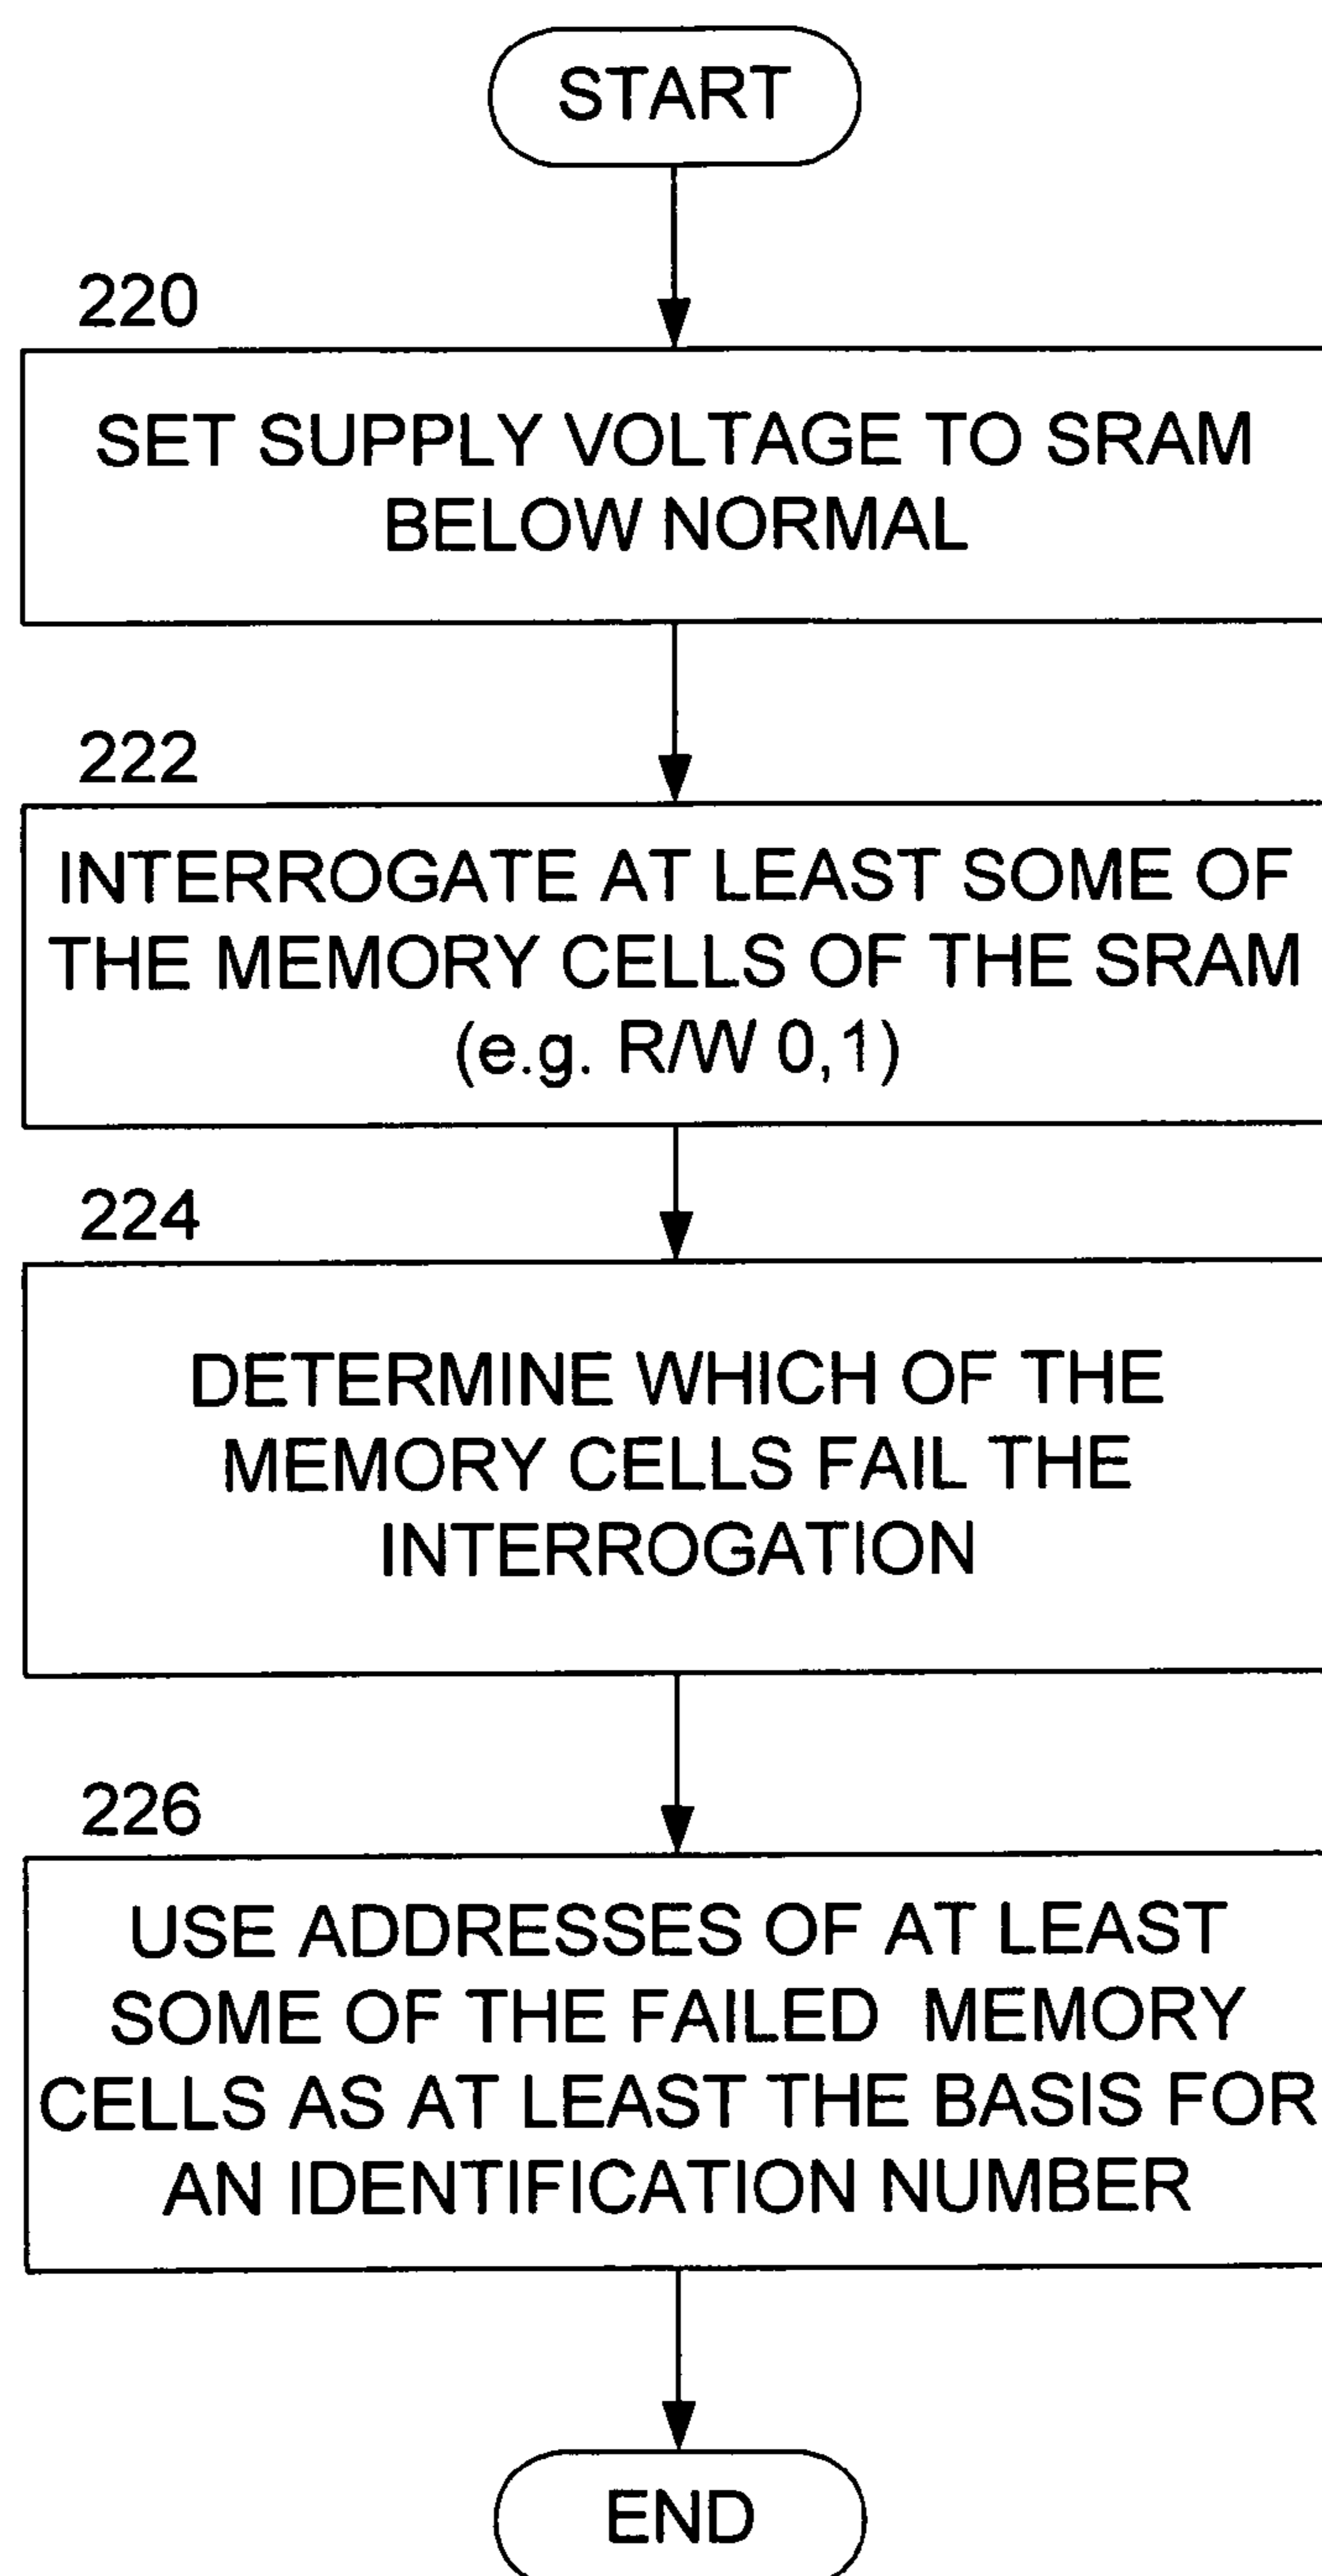 START
220
SET SUPPLY VOLTAGE TO SRAM
BELOW NORMAL
222
INTERROGATE AT LEAST SOME OF
THE MEMORY CELLS OF THE SRAM
(e.g. R/W 0,1)
224
DETERMINE WHICH OF THE
MEMORY CELLS FAIL THE
INTERROGATION
226
USE ADDRESSES OF AT LEAST
SOME OF THE FAILED MEMORY
CELLS AS AT LEAST THE BASIS FOR
AN IDENTIFICATION NUMBER
END